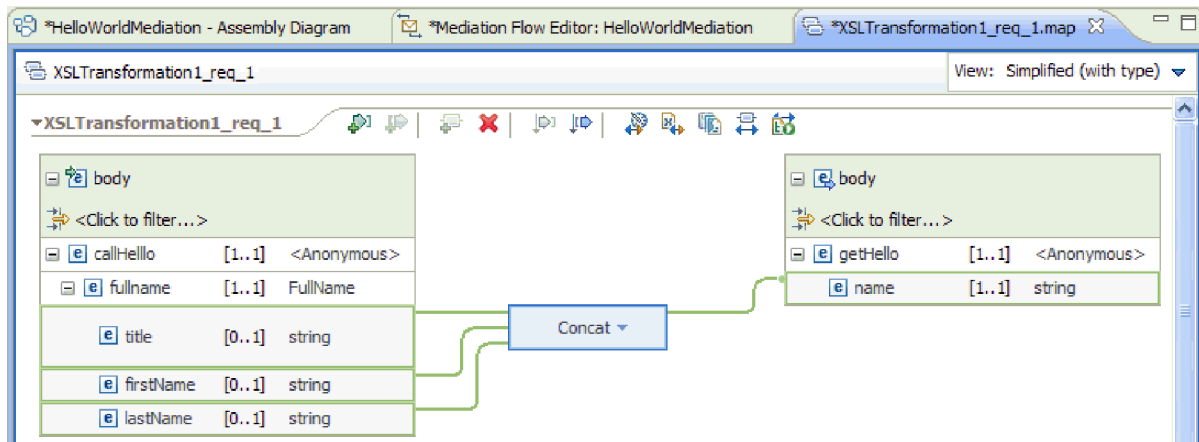 *HelloWorldMediation - Assembly Diagram *Mediation Flow Editor: HelloWorldMediation *XSLTransformation1_req_1.map
XSLTransformation1_req_1 View: Simplified (with type)
XSLTransformation1_req_1
body body
<Click to filter...> <Click to filter...>
callHelllo [1..1] <Anonymous> getHello [1..1] <Anonymous>
fullname [1..1] FullName name [1..1] string
title [0..1] string Concat
firstName [0..1] string
lastName [0..1] string